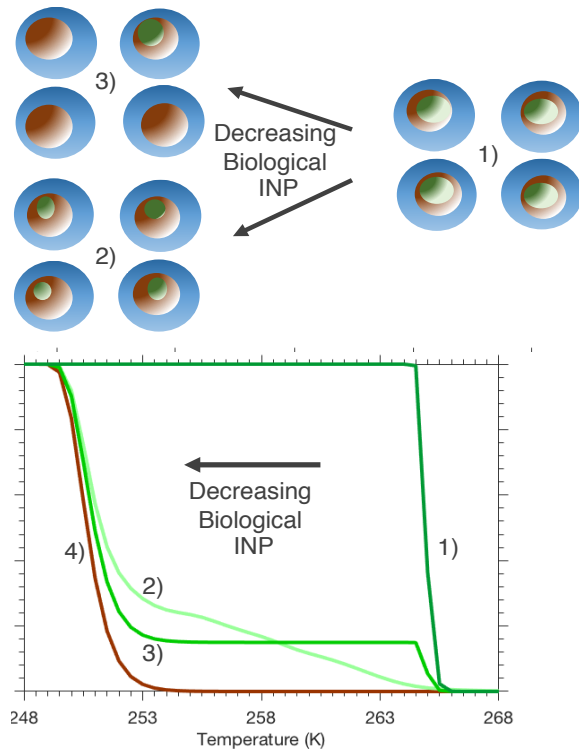 3)
Decreasing
Biological
INP
1)
2)
Decreasing
Biological
INP
4)
2)
1)
3)
248 253 258 263 268
Temperature (K)